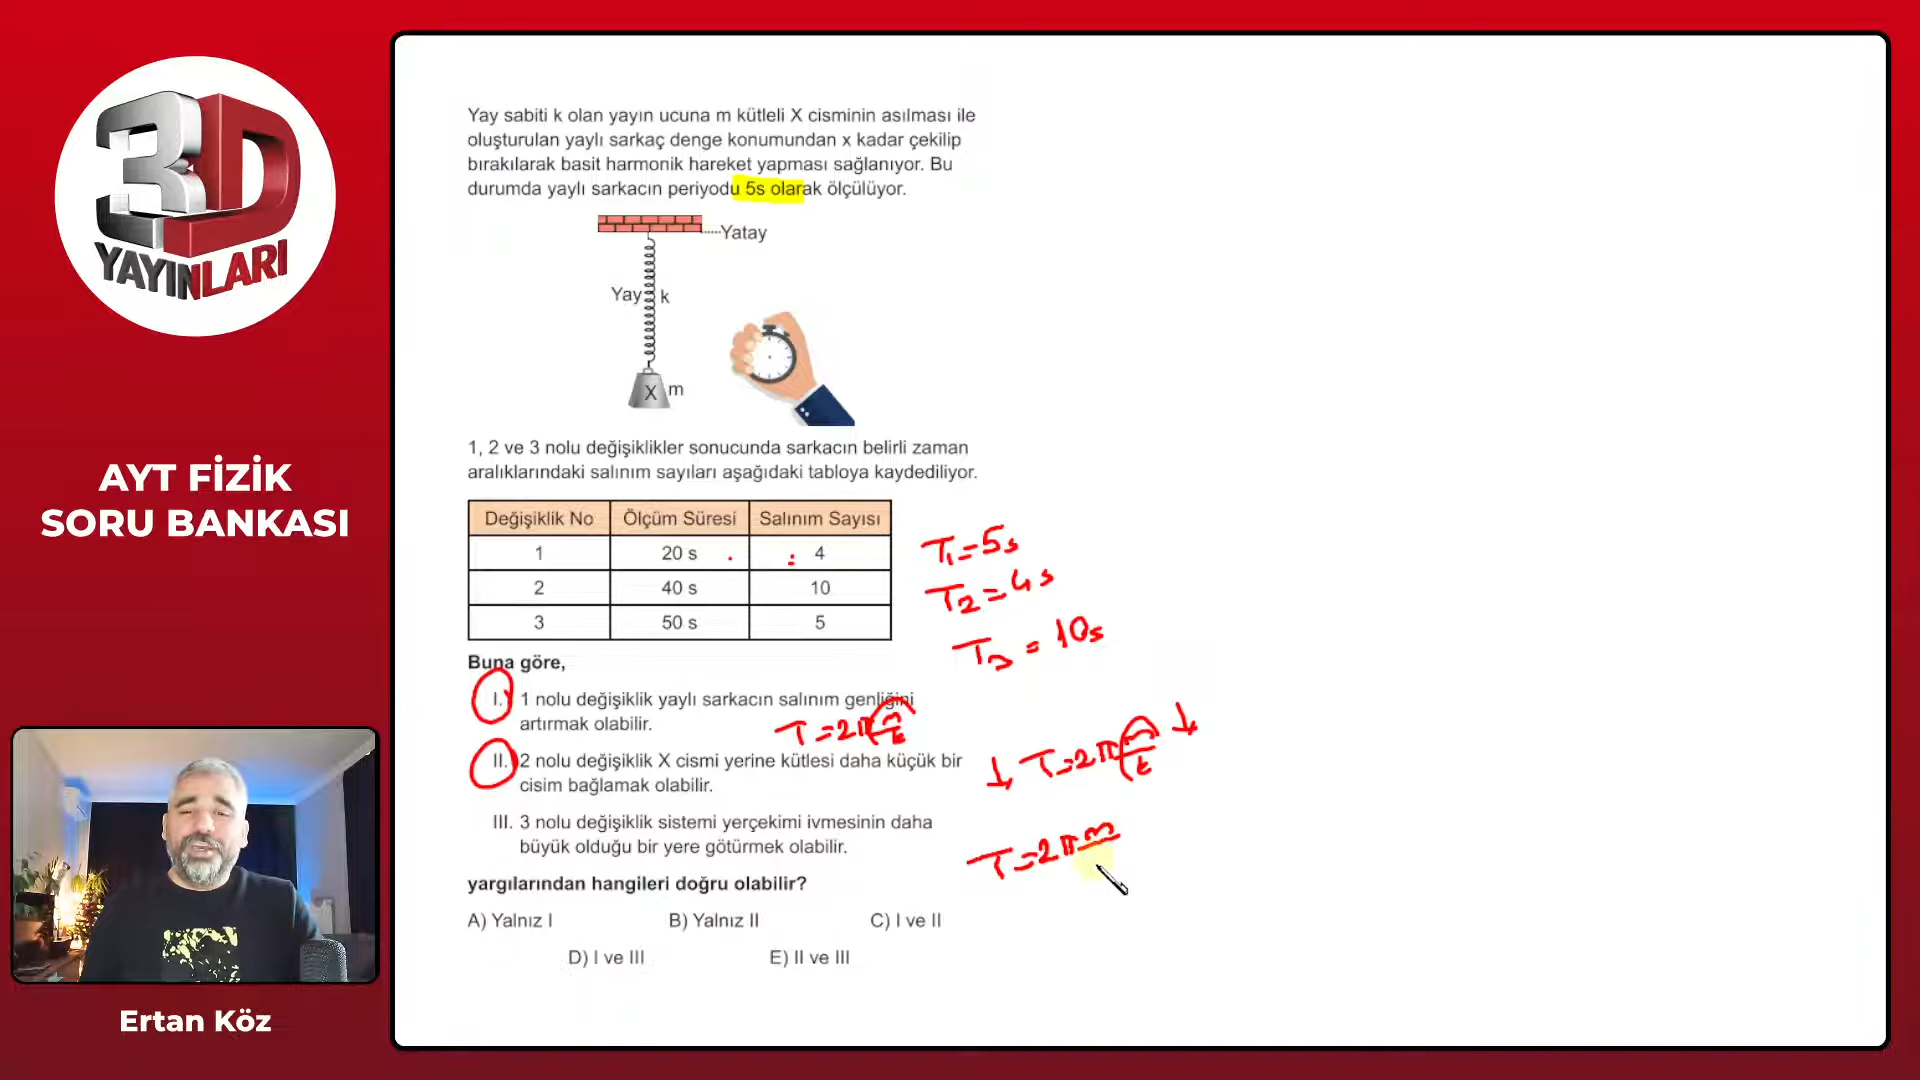 3D
YAYINLARI
AYT FİZİK
SORU BANKASI
Ertan Köz
Yay sabiti k olan yayın ucuna m kütleli X cisminin asılması ile
oluşturulan yaylı sarkaç denge konumundan x kadar çekilip
bırakılarak basit harmonik hareket yapması sağlanıyor. Bu
durumda yaylı sarkacın periyodu 5s olarak ölçülüyor.
Yatay
Yay k
X m
1, 2 ve 3 nolu değişiklikler sonucunda sarkacın belirli zaman
aralıklarındaki salınım sayıları aşağıdaki tabloya kaydediliyor.
Değişiklik No Ölçüm Süresi Salınım Sayısı
1 20 s 4
2 40 s 10
3 50 s 5
T1=5s
T2=4s
T3=10s
Buna göre,
I. 1 nolu değişiklik yaylı sarkacın salınım genliğini
artırmak olabilir.
T=2π√m/k
II. 2 nolu değişiklik X cismi yerine kütlesi daha küçük bir
cisim bağlamak olabilir.
↓T=2π√m/k↓
III. 3 nolu değişiklik sistemi yerçekimi ivmesinin daha
büyük olduğu bir yere götürmek olabilir.
T=2πm
yargılarından hangileri doğru olabilir?
A) Yalnız I B) Yalnız II C) I ve II
D) I ve III E) II ve III